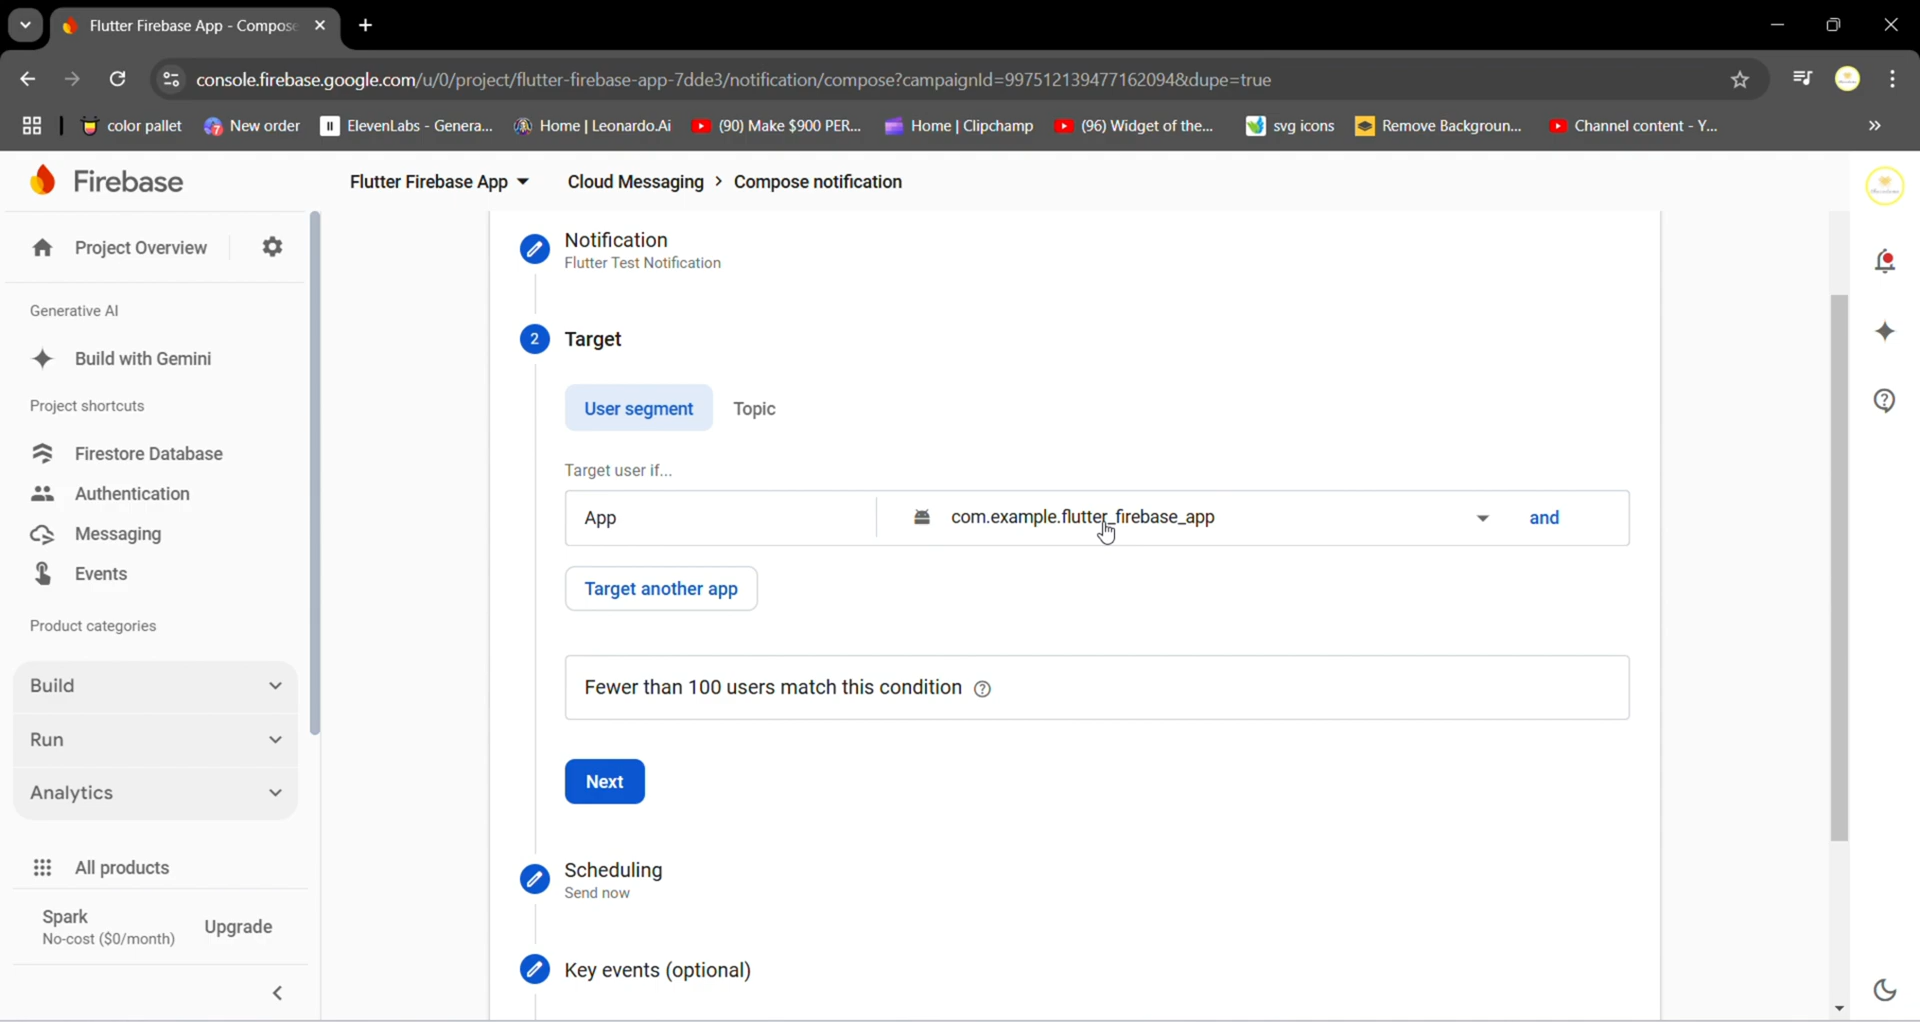 Flutter Firebase App - Compose
console.firebase.google.com/u/0/project/flutter-firebase-app-7dde3/notification/compose?campaignId=997512139477162094&dupe=true
color pallet
New order
ElevenLabs - Genera...
Home | Leonardo.Ai
(90) Make $900 PER...
Home | Clipchamp
(96) Widget of the...
svg icons
Remove Backgroun...
Channel content - Y...
Firebase
Flutter Firebase App
Cloud Messaging > Compose notification
Project Overview
Generative AI
Build with Gemini
Project shortcuts
Firestore Database
Authentication
Messaging
Events
Product categories
Build
Run
Analytics
All products
Spark
No-cost ($0/month)
Upgrade
Notification
Flutter Test Notification
2 Target
User segment
Topic
Target user if...
App
com.example.flutter_firebase_app
and
Target another app
Fewer than 100 users match this condition
Next
Scheduling
Send now
Key events (optional)